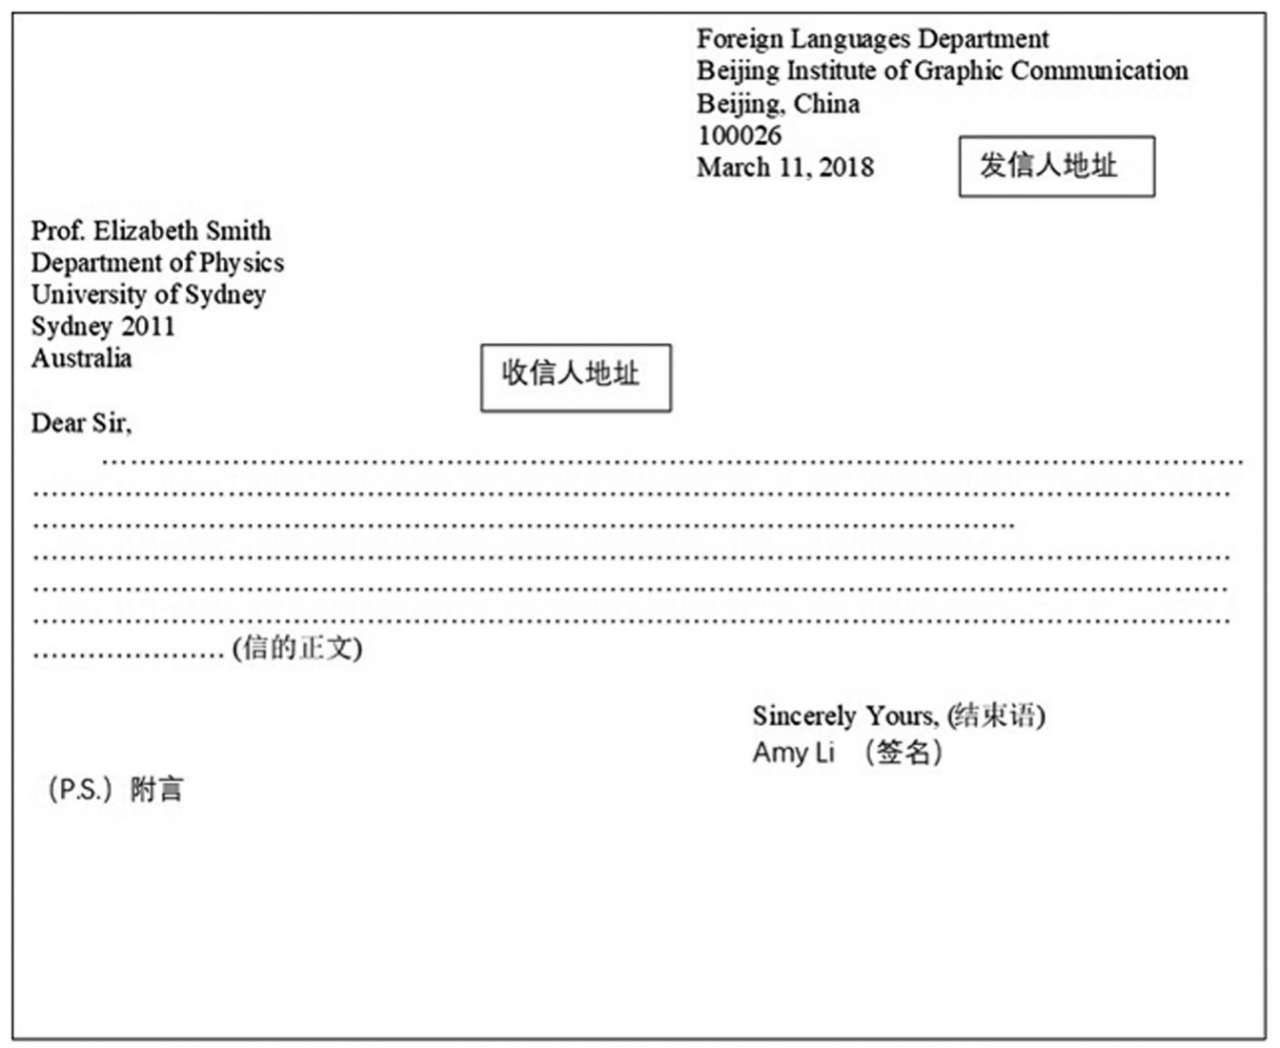 Foreign Languages Department
Beijing Institute of Graphic Communication
Beijing, China
100026
March 11, 2018
发信人地址
Prof. Elizabeth Smith
Department of Physics
University of Sydney
Sydney 2011
Australia
收信人地址
Dear Sir,
………………………………………………………………………………………………………………
………………………………………………………………………………………………………………
……………………………………………………………………………………………..
………………………………………………………………………………………………………………
………………………………………………………………………………………………………………
………………………………………………………………………………………………………………
………………… (信的正文)
Sincerely Yours, (结束语)
Amy Li （签名）
（P.S.）附言